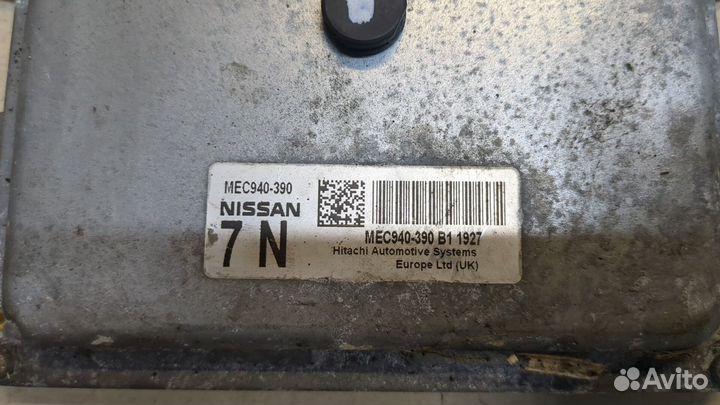 MEC940-390
NISSAN
7 N
MEC940-390 B1 1927
Hitachi Automotive Systems
Europe Ltd (UK)
Avito